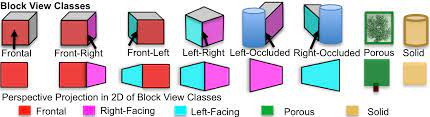 Block View Classes
Frontal Front-Right Front-Left Left-Right Left-Occluded Right-Occluded Porous Solid
Perspective Projection in 2D of Block View Classes
Frontal Right-Facing Left-Facing Porous Solid